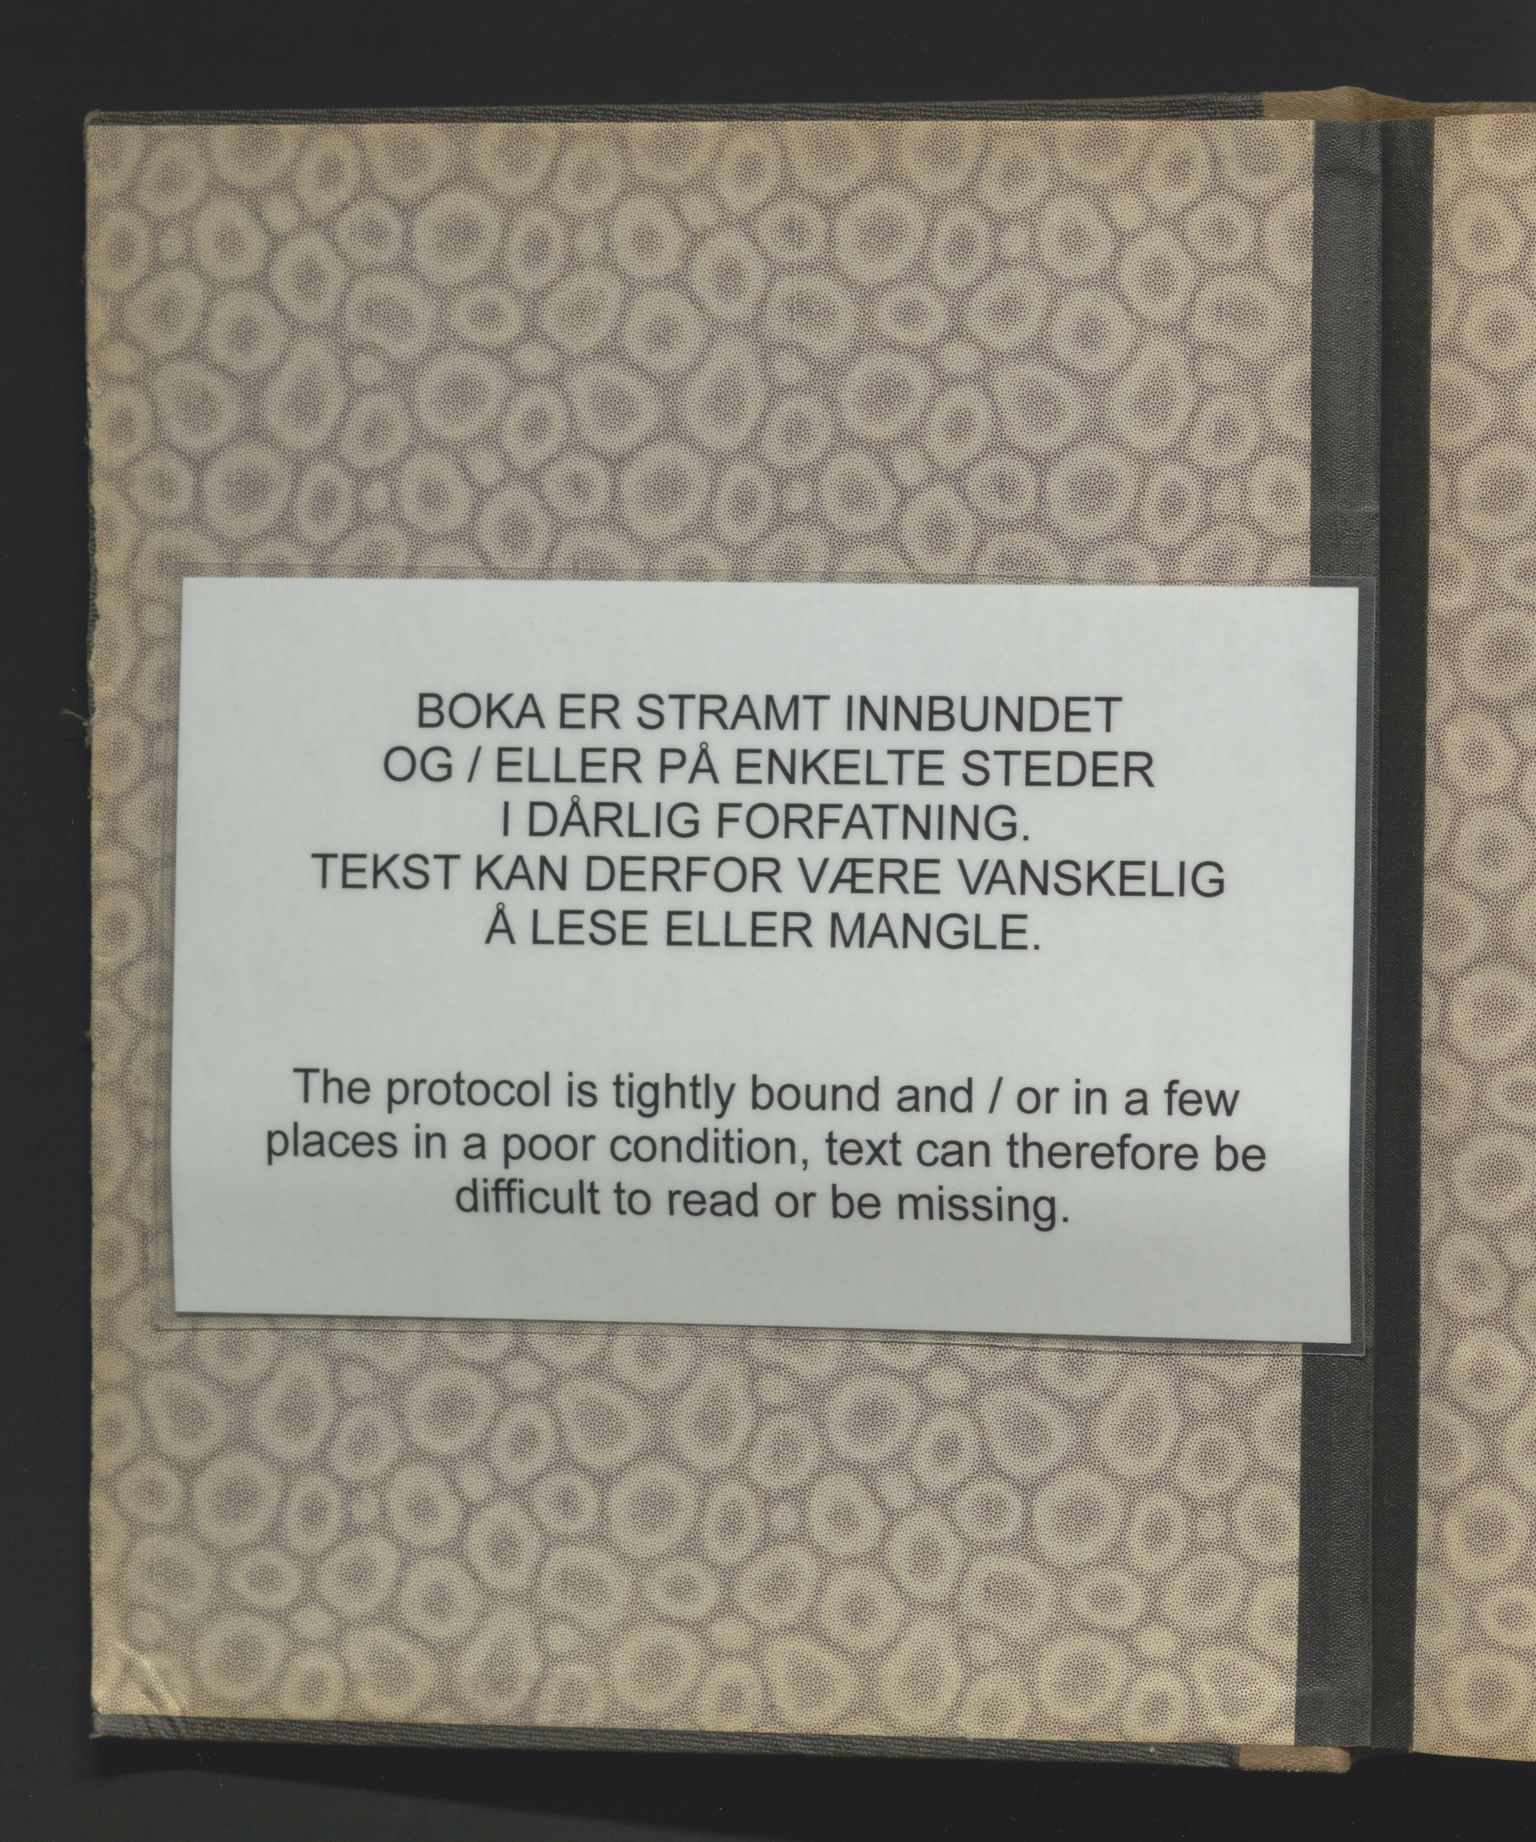 BOKA ER STRAMT INNBUNDET
OG / ELLER PÅ ENKELTE STEDER
I DÅRLIG FORFATNING.
TEKST KAN DERFOR VÆRE VANSKELIG
Å LESE ELLER MANGLE.
The protocol is tightly bound and / or in a few
places in a poor condition, text can therefore be
difficult to read or be missing.